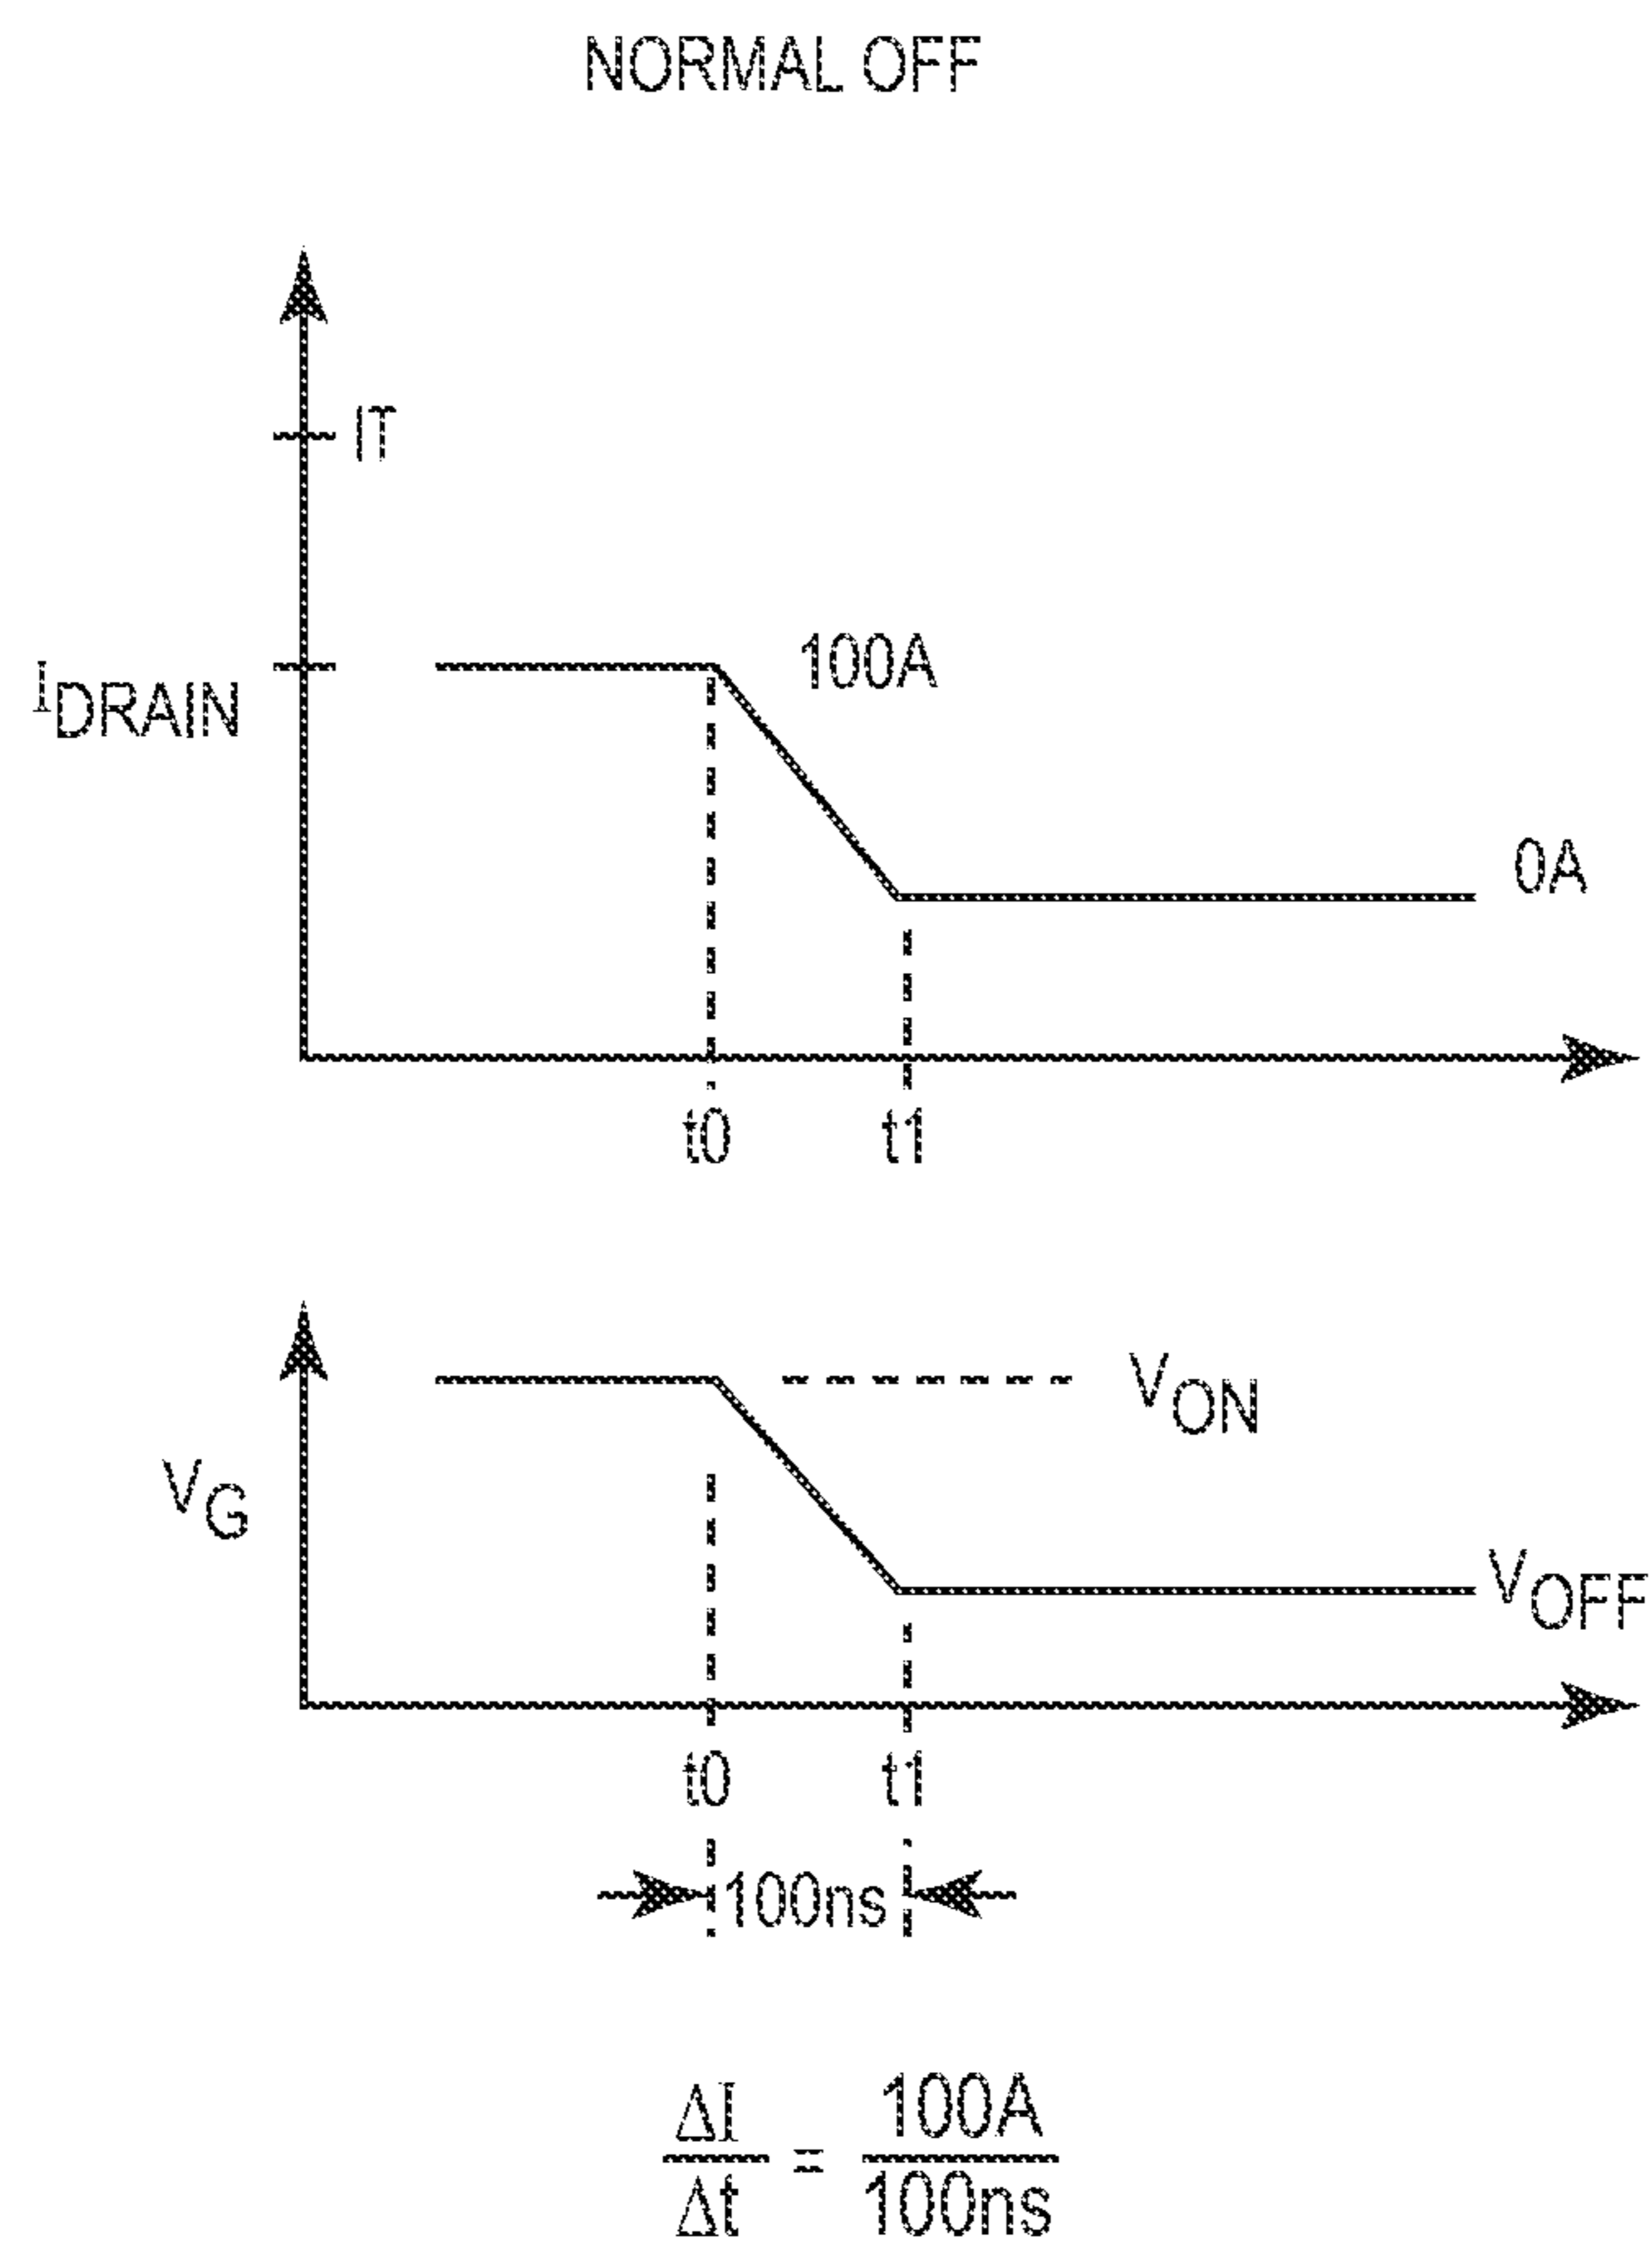 NORMAL OFF
IT
IDRAIN
100A
0A
t0 t1
VON
VG
VOFF
t0 t1
100ns
ΔI/Δt = 100A/100ns